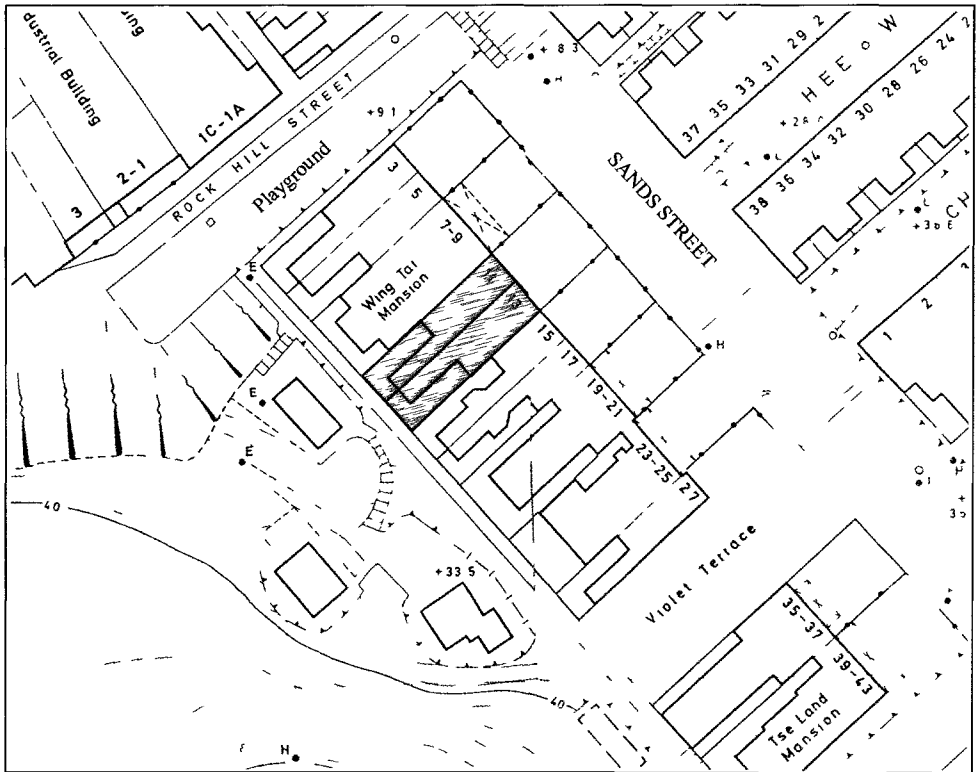 dustrial Building
ding
2-1
1C-1A
3
ROCK HILL STREET
Playground
+ 8 3
H
+9 1
SANDS STREET
37 35 33 31 29 2
HEE W
38 36 34 32 30 28 26 24 2
3
5
7-9
Wing Tai
Mansion
13
15
17
19-21
23-25
27
H
1 2
E
E
E
40
+33 5
40
Violet Terrace
35-37
39-43
Tse Land
Mansion
H